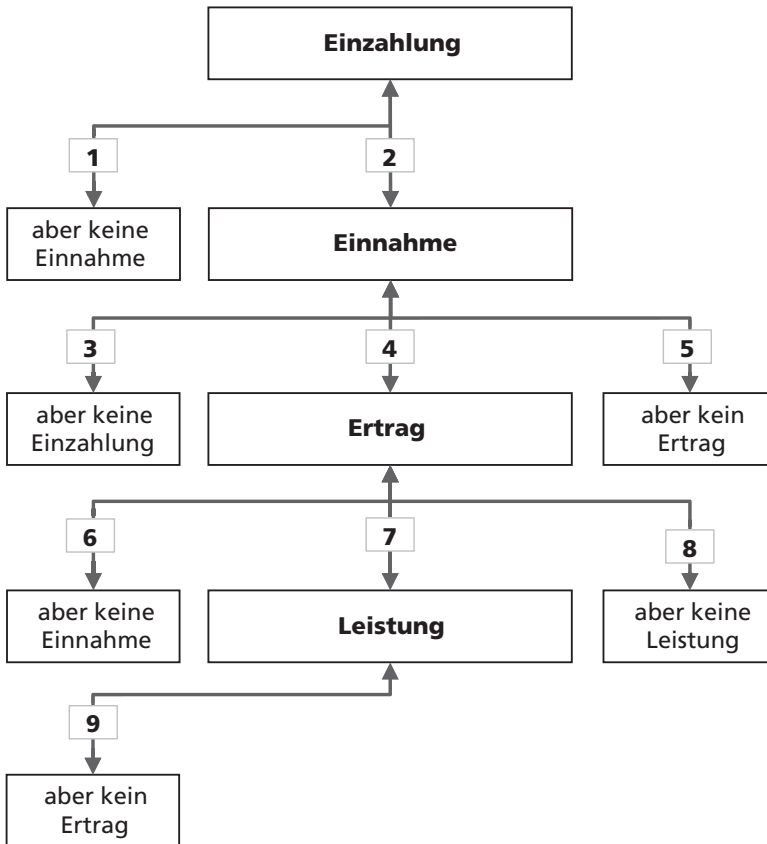 Einzahlung
1
2
aber keine
Einnahme
Einnahme
3
4
5
aber keine
Einzahlung
Ertrag
aber kein
Ertrag
6
7
8
aber keine
Einnahme
Leistung
aber keine
Leistung
9
aber kein
Ertrag